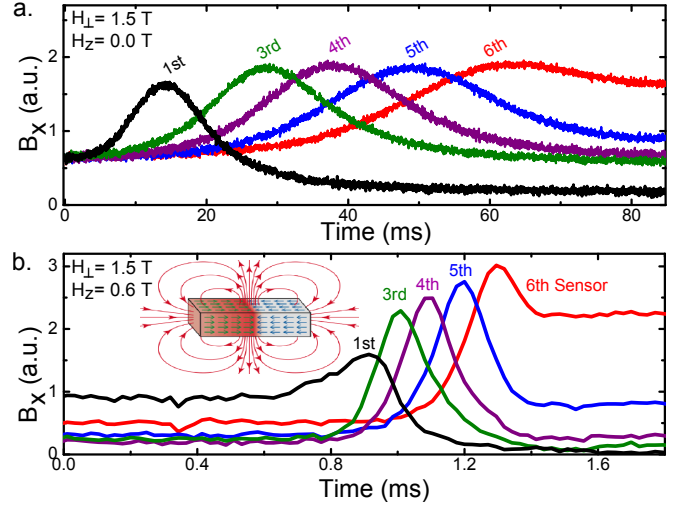 a.
H⊥= 1.5 T
Hz= 0.0 T
1st
3rd
4th
5th
6th
Bx (a.u.)
2
1
0
0
20
40
60
80
Time (ms)
b.
H⊥= 1.5 T
Hz= 0.6 T
1st
3rd
4th
5th
6th Sensor
Bx (a.u.)
3
2
1
0
0.0
0.4
0.8
1.2
1.6
Time (ms)